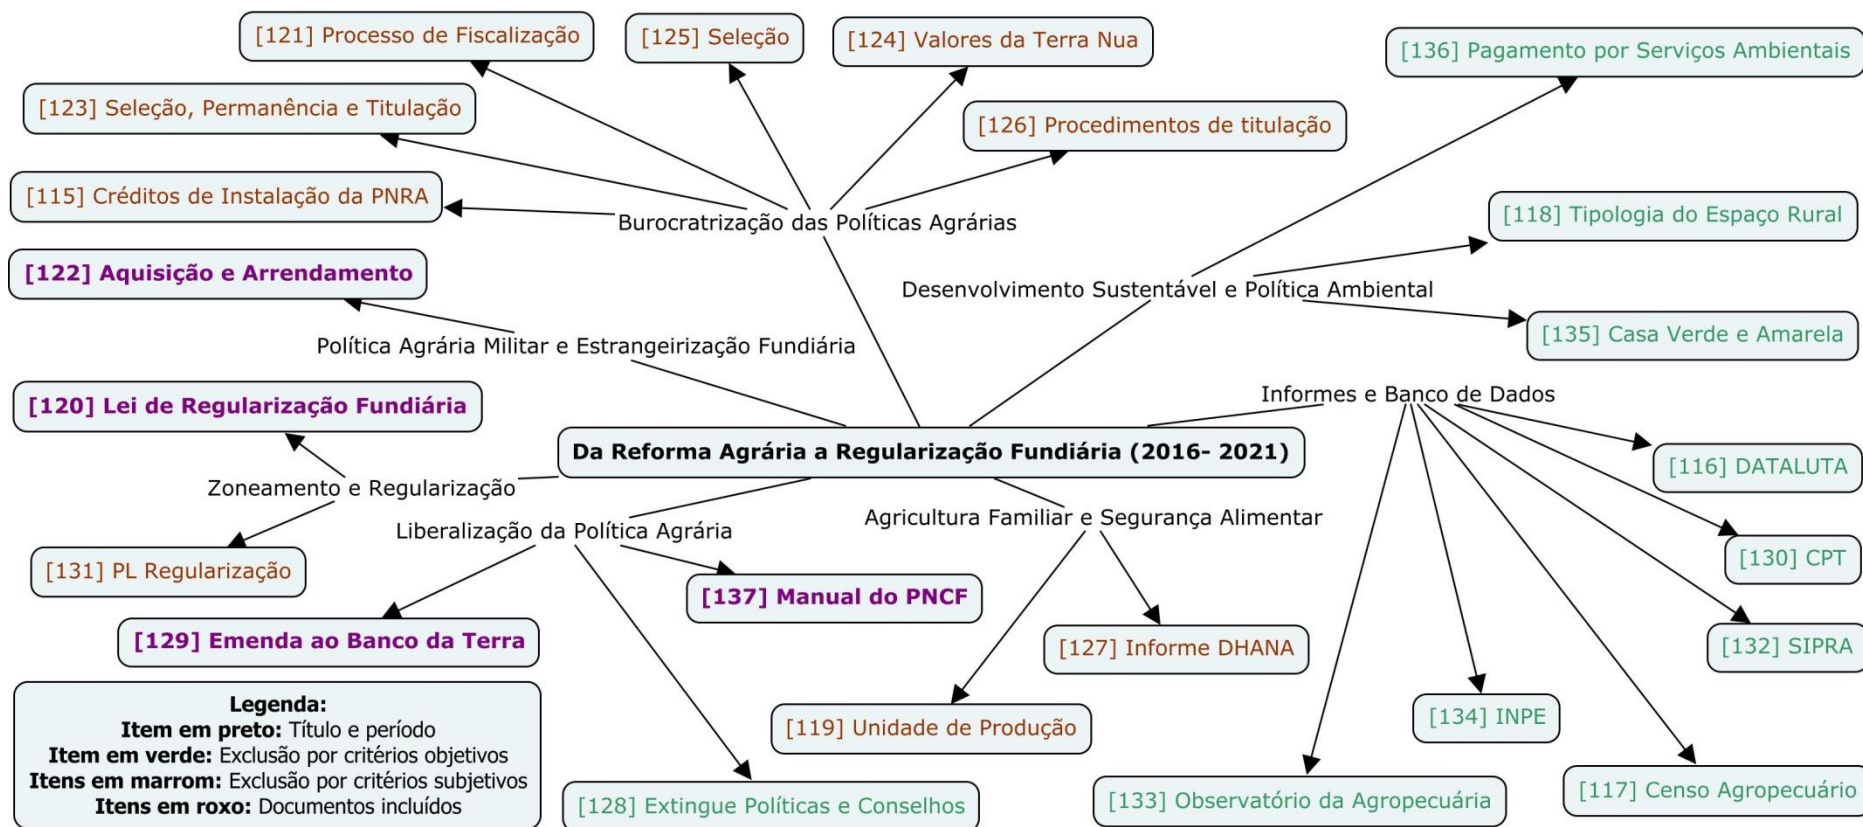 [121] Processo de Fiscalização
[125] Seleção
[124] Valores da Terra Nua
[136] Pagamento por Serviços Ambientais
[123] Seleção, Permanência e Titulação
[126] Procedimentos de titulação
[115] Créditos de Instalação da PNRA
Burocratrização das Políticas Agrárias
[118] Tipologia do Espaço Rural
[122] Aquisição e Arrendamento
Desenvolvimento Sustentável e Política Ambiental
Política Agrária Militar e Estrangeirização Fundiária
[135] Casa Verde e Amarela
[120] Lei de Regularização Fundiária
Informes e Banco de Dados
Da Reforma Agrária a Regularização Fundiária (2016- 2021)
[116] DATALUTA
Zoneamento e Regularização
Liberalização da Política Agrária
Agricultura Familiar e Segurança Alimentar
[130] CPT
[131] PL Regularização
[137] Manual do PNCF
[129] Emenda ao Banco da Terra
[127] Informe DHANA
[132] SIPRA
[119] Unidade de Produção
[134] INPE
[128] Extingue Políticas e Conselhos
[133] Observatório da Agropecuária
[117] Censo Agropecuário
Legenda:
Item em preto: Título e período
Item em verde: Exclusão por critérios objetivos
Itens em marrom: Exclusão por critérios subjetivos
Itens em roxo: Documentos incluídos